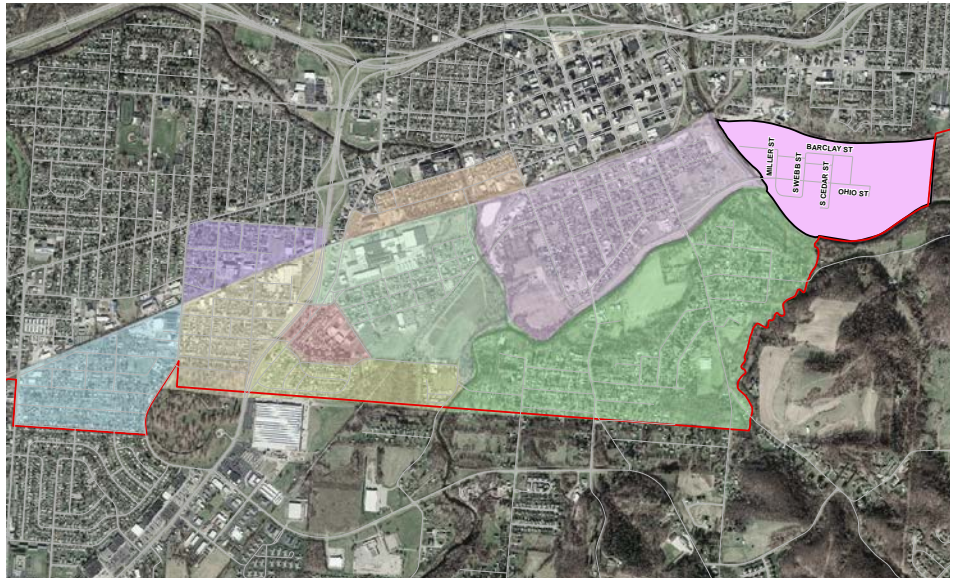 BARCLAY ST
MILLER ST
S WEBB ST
S CEDAR ST
OHIO ST